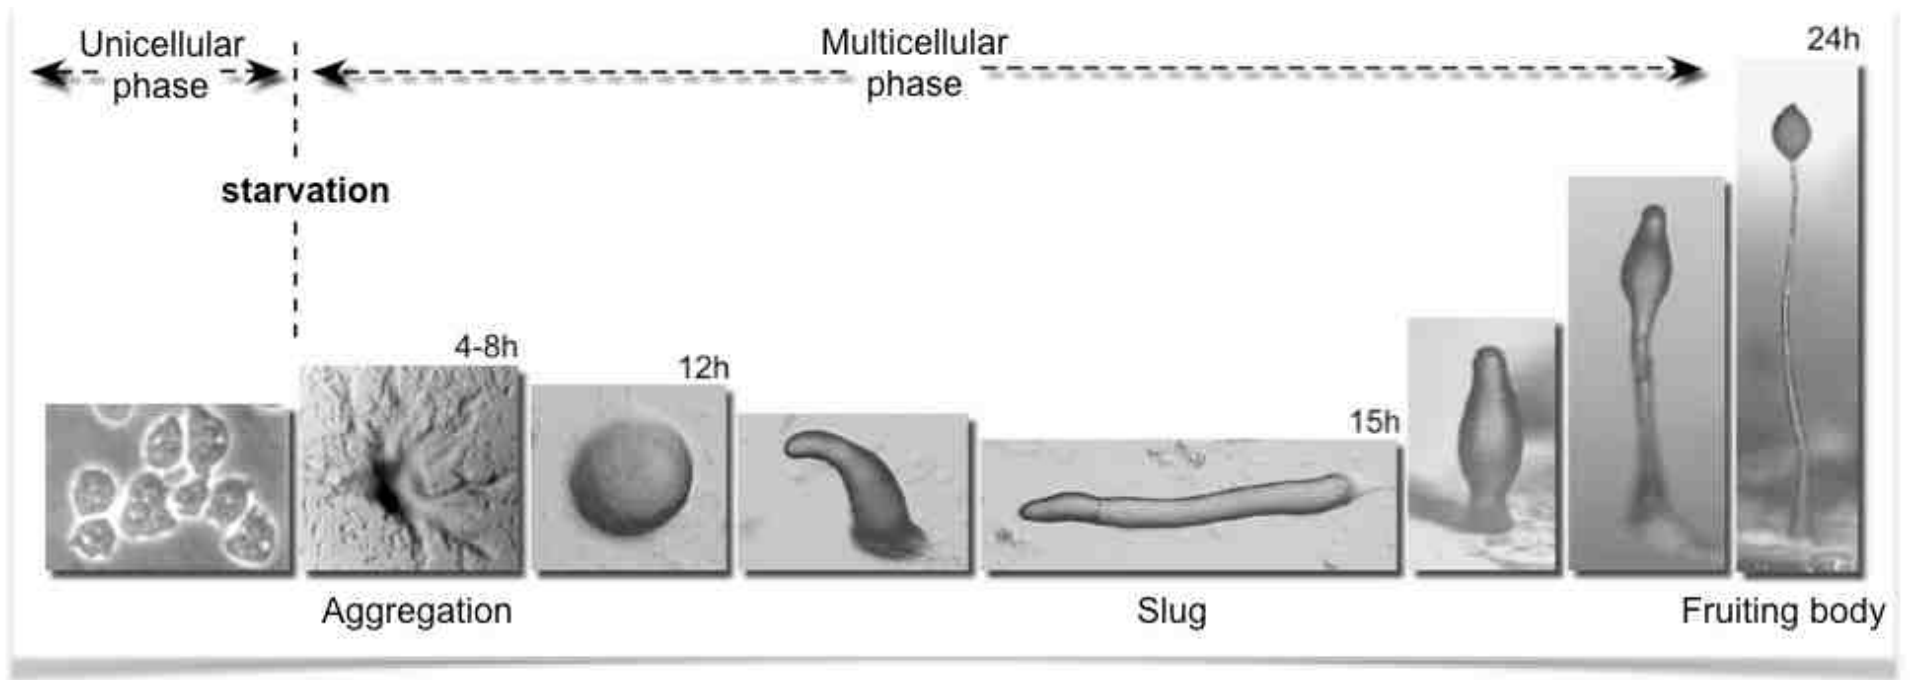 Unicellular
phase
Multicellular
phase
24h
starvation
4-8h
12h
15h
Aggregation
Slug
Fruiting body